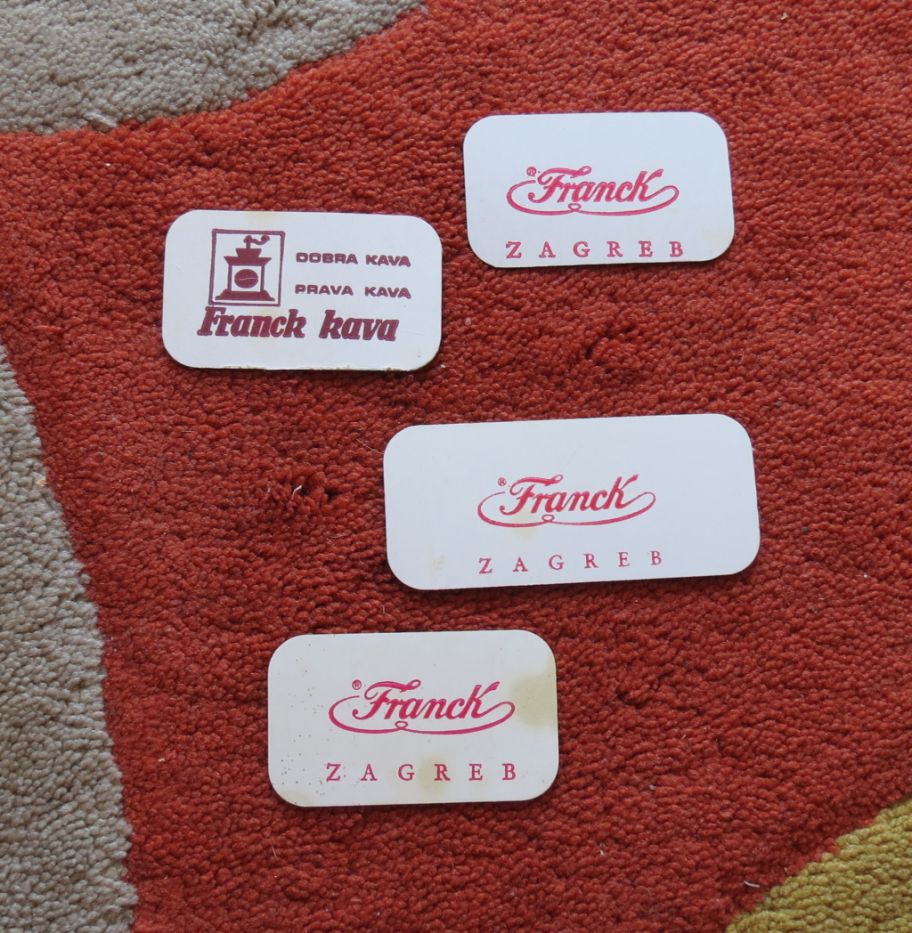 ® Franck
ZAGREB
DOBRA KAVA
PRAVA KAVA
Franck kava
® Franck
ZAGREB
® Franck
ZAGREB